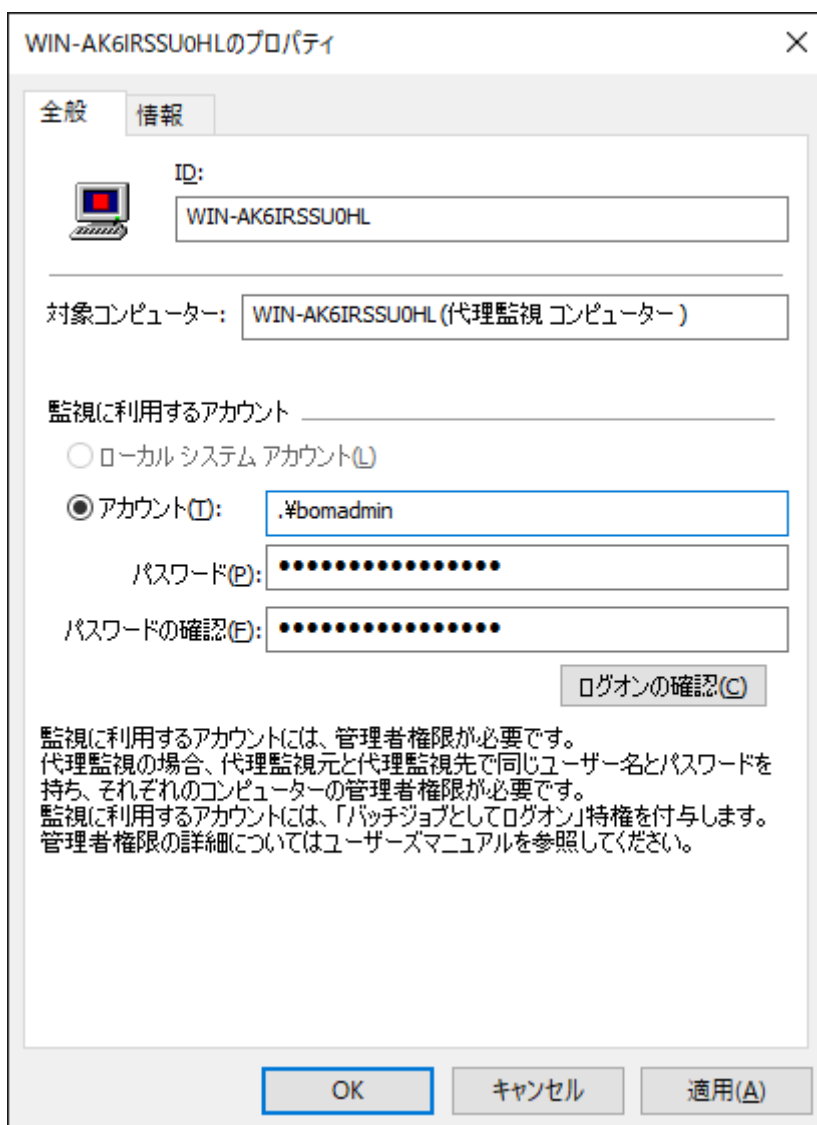 WIN-AK6IRSSU0HLのプロパティ
全般
情報
ID:
WIN-AK6IRSSU0HL
対象コンピューター:
WIN-AK6IRSSU0HL (代理監視 コンピューター )
監視に利用するアカウント
ローカル システム アカウント(L)
アカウント(T):
.¥bomadmin
パスワード(P):
●●●●●●●●●●●●●●●●
パスワードの確認(F):
●●●●●●●●●●●●●●●●
ログオンの確認(C)
監視に利用するアカウントには、管理者権限が必要です。
代理監視の場合、代理監視元と代理監視先で同じユーザー名とパスワードを
持ち、それぞれのコンピューターの管理者権限が必要です。
監視に利用するアカウントには、「バッチジョブとしてログオン」特権を付与します。
管理者権限の詳細についてはユーザーズマニュアルを参照してください。
OK
キャンセル
適用(A)